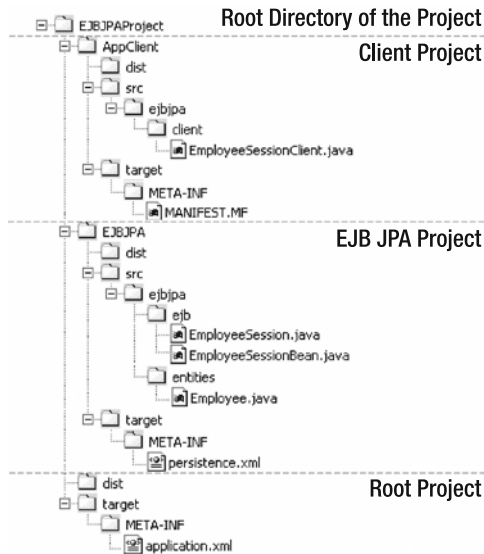 Root Directory of the Project
EJBJPAProject
Client Project
AppClient
dist
src
ejbjpa
client
EmployeeSessionClient.java
target
META-INF
MANIFEST.MF
EJB JPA Project
EJBJPA
dist
src
ejbjpa
ejb
EmployeeSession.java
EmployeeSessionBean.java
entities
Employee.java
target
META-INF
persistence.xml
Root Project
dist
target
META-INF
application.xml